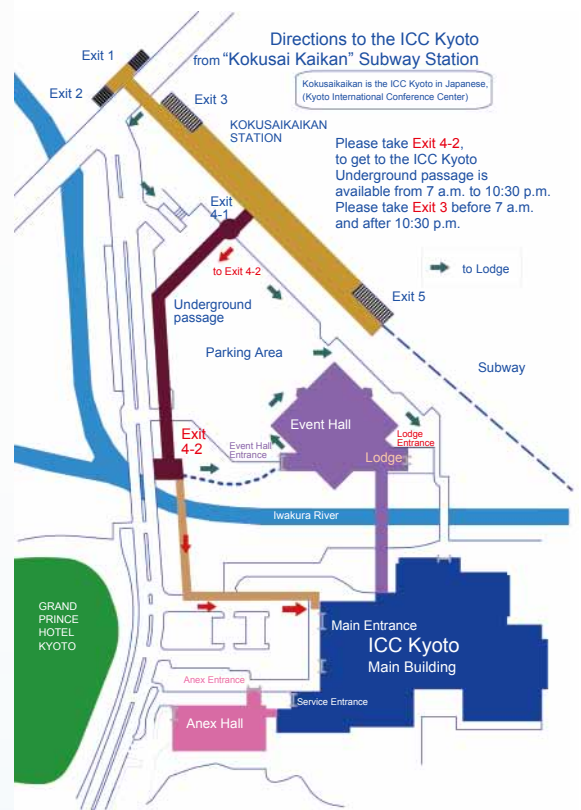 Directions to the ICC Kyoto
from “Kokusai Kaikan” Subway Station
Kokusaikaikan is the ICC Kyoto in Japanese,
(Kyoto International Conference Center)
Exit 1
Exit 2
Exit 3
KOKUSAIKAIKAN
STATION
Please take Exit 4-2,
to get to the ICC Kyoto
Underground passage is
available from 7 a.m. to 10:30 p.m.
Please take Exit 3 before 7 a.m.
and after 10:30 p.m.
Exit
4-1
to Exit 4-2
to Lodge
Exit 5
Underground
passage
Parking Area
Subway
Event Hall
Exit
4-2
Event Hall
Entrance
Lodge
Entrance
Lodge
Iwakura River
GRAND
PRINCE
HOTEL
KYOTO
Main Entrance
ICC Kyoto
Main Building
Anex Entrance
Service Entrance
Anex Hall